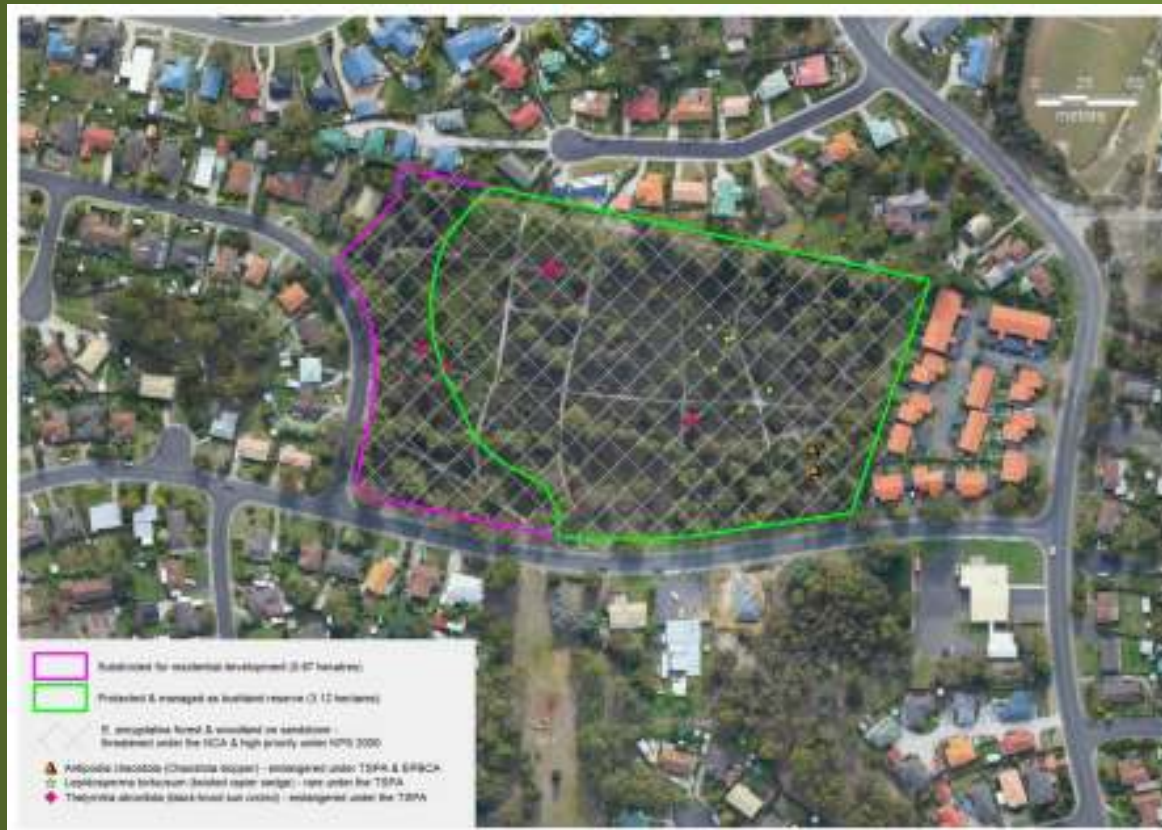 0
60
metres
Subdivided for residential development (0.87 hectares)
Protected & managed as bushland reserve (3.12 hectares)
E. amygdalina forest & woodland on sandstone -
threatened under the NCA & high priority under
Antipodia chaostola (Chaostola skipper) - endangered under TSPA & EPBCA
Lepidosperma tortuosum (twisted rapier sedge) - rare under the TSPA
Thelymitra atronitida (black-hood sun orchid) - endangered under the TSPA